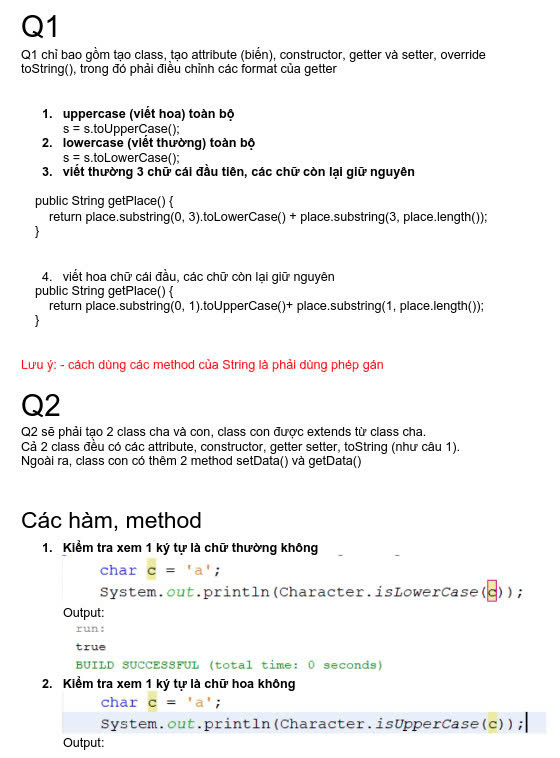 Q1
Q1 chỉ bao gồm tạo class, tạo attribute (biến), constructor, getter và setter, override
toString(), trong đó phải điều chỉnh các format của getter
1. uppercase (viết hoa) toàn bộ
s = s.toUpperCase();
2. lowercase (viết thường) toàn bộ
s = s.toLowerCase();
3. viết thường 3 chữ cái đầu tiên, các chữ còn lại giữ nguyên
public String getPlace() {
return place.substring(0, 3).toLowerCase() + place.substring(3, place.length());
}
4. viết hoa chữ cái đầu, các chữ còn lại giữ nguyên
public String getPlace() {
return place.substring(0, 1).toUpperCase()+ place.substring(1, place.length());
}
Lưu ý: - cách dùng các method của String là phải dùng phép gán
Q2
Q2 sẽ phải tạo 2 class cha và con, class con được extends từ class cha.
Cả 2 class đều có các attribute, constructor, getter setter, toString (như câu 1).
Ngoài ra, class con có thêm 2 method setData() và getData()
Các hàm, method
1. Kiểm tra xem 1 ký tự là chữ thường không
char c = 'a';
System.out.println(Character.isLowerCase(c));
Output:
run:
true
BUILD SUCCESSFUL (total time: 0 seconds)
2. Kiểm tra xem 1 ký tự là chữ hoa không
char c = 'a';
System.out.println(Character.isUpperCase(c));
Output: